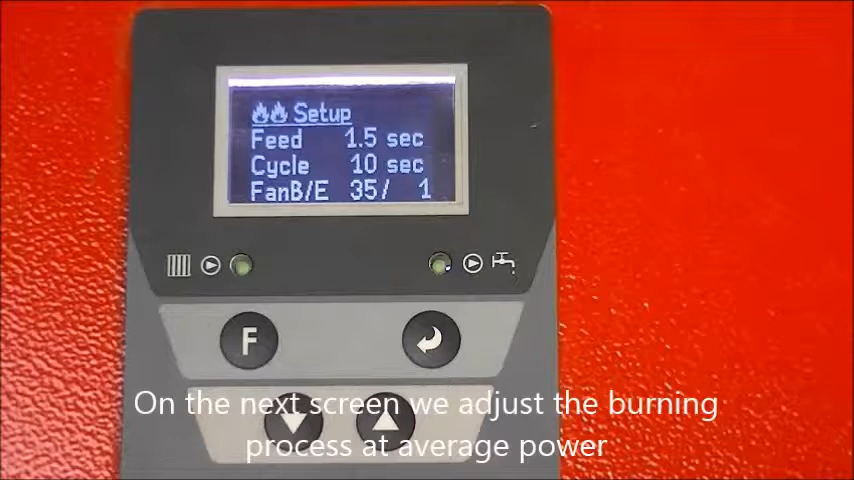 Setup
Feed 1.5 sec
Cycle 10 sec
FanB/E 35/ 1
F
On the next screen we adjust the burning
process at average power